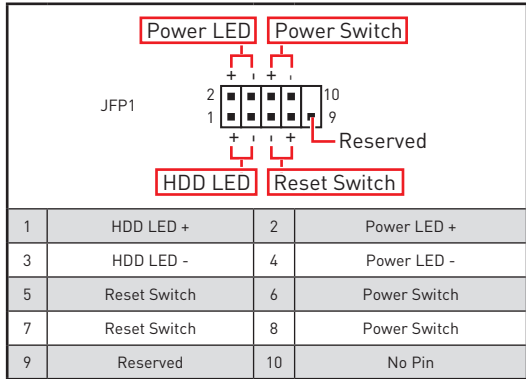 Power LED Power Switch
+ - + -
JFP1
2 10
1 9
+ - - +
Reserved
HDD LED Reset Switch
1 HDD LED + 2 Power LED +
3 HDD LED - 4 Power LED -
5 Reset Switch 6 Power Switch
7 Reset Switch 8 Power Switch
9 Reserved 10 No Pin